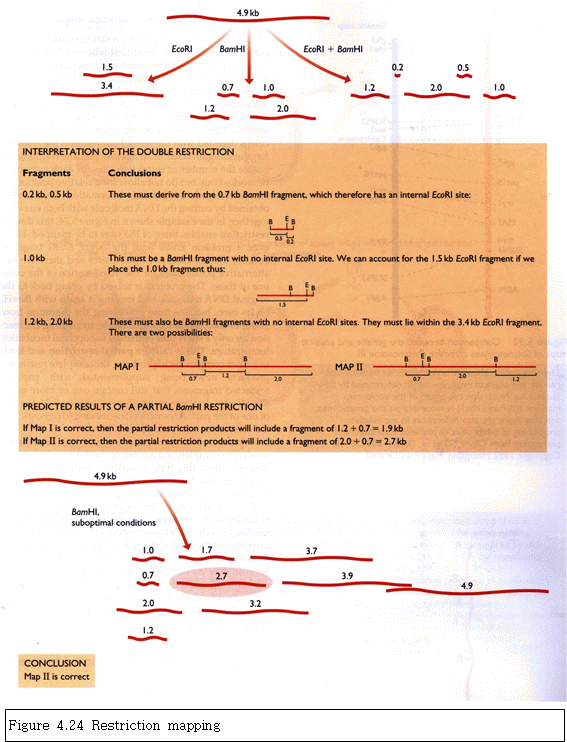 4.9 kb
EcoRI BamHI EcoRI + BamHI
1.5
3.4
0.7 1.0
1.2 2.0
0.2 0.5
1.2 2.0 1.0
INTERPRETATION OF THE DOUBLE RESTRICTION
Fragments Conclusions
0.2 kb, 0.5 kb These must derive from the 0.7 kb BamHI fragment, which therefore has an internal EcoRI site:
B E B
0.5 0.2
1.0 kb This must be a BamHI fragment with no internal EcoRI site. We can account for the 1.5 kb EcoRI fragment if we
place the 1.0 kb fragment thus:
B E B
1.5
1.2 kb, 2.0 kb These must also be BamHI fragments with no internal EcoRI sites. They must lie within the 3.4 kb EcoRI fragment.
There are two possibilities:
MAP I B E B B
0.7 1.2 2.0
MAP II B E B B
0.7 2.0 1.2
PREDICTED RESULTS OF A PARTIAL BamHI RESTRICTION
If Map I is correct, then the partial restriction products will include a fragment of 1.2 + 0.7 = 1.9 kb
If Map II is correct, then the partial restriction products will include a fragment of 2.0 + 0.7 = 2.7 kb
4.9 kb
BamHI,
suboptimal conditions
1.0 1.7 3.7
0.7 2.7 3.9 4.9
2.0 3.2
1.2
CONCLUSION
Map II is correct
Figure 4.24 Restriction mapping